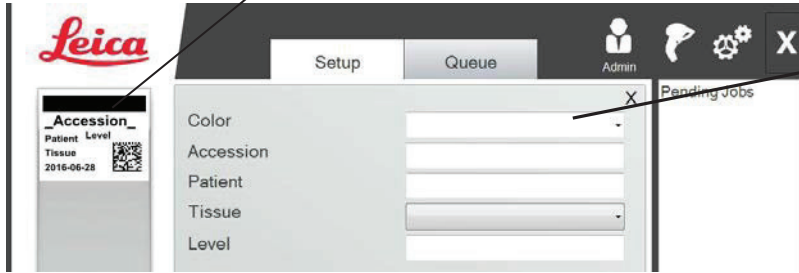 Leica
Setup
Queue
Admin
X
_Accession_
Patient Level
Tissue
2016-06-28
X
Color
Accession
Patient
Tissue
Level
Pending Jobs